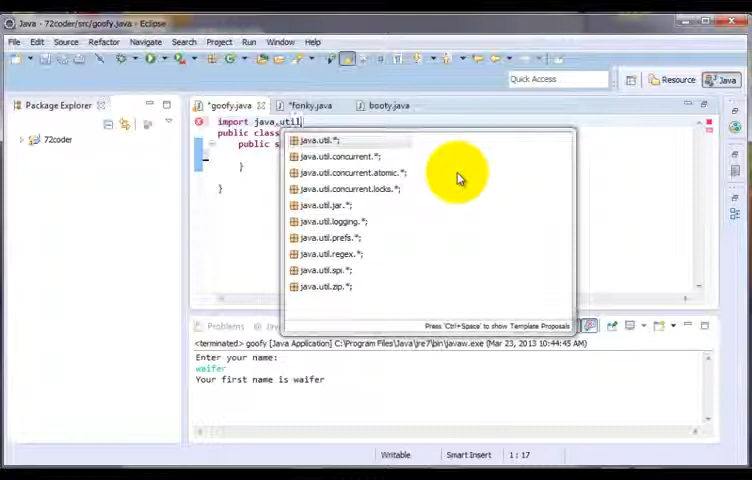 Java - 72coder/src/goofy.java - Eclipse
File Edit Source Refactor Navigate Search Project Run Window Help
Quick Access
Resource
Java
Package Explorer
*goofy.java
*fonky.java
booty.java
72coder
import java.util
public class
public s
}
}
java.util.*;
java.util.concurrent.*;
java.util.concurrent.atomic.*;
java.util.concurrent.locks.*;
java.util.jar.*;
java.util.logging.*;
java.util.prefs.*;
java.util.regex.*;
java.util.spi.*;
java.util.zip.*;
Press 'Ctrl+Space' to show Template Proposals
Problems
<terminated> goofy [Java Application] C:\Program Files\Java\jre7\bin\javaw.exe (Mar 23, 2013 10:44:45 AM)
Enter your name:
waifer
Your first name is waifer
Writable
Smart Insert
1 : 17